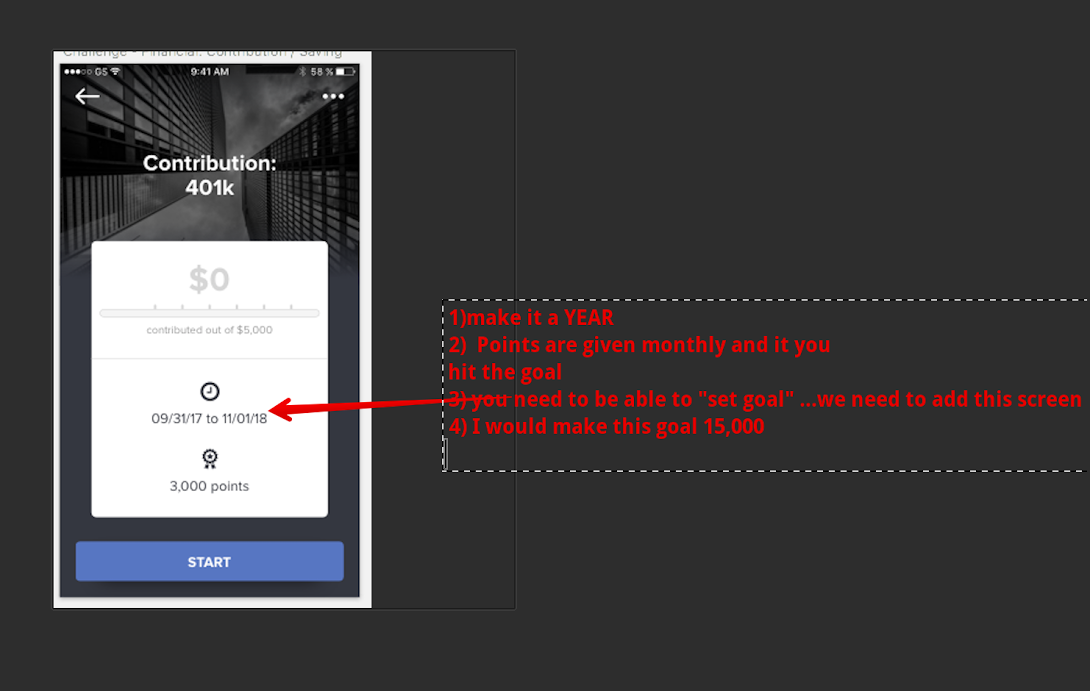 Challenge - Financial: Contribution / Saving
GS 9:41 AM 58 %
Contribution:
401k
$0
contributed out of $5,000
09/31/17 to 11/01/18
3,000 points
START
1)make it a YEAR
2) Points are given monthly and it you
hit the goal
3) you need to be able to "set goal" ...we need to add this screen
4) I would make this goal 15,000